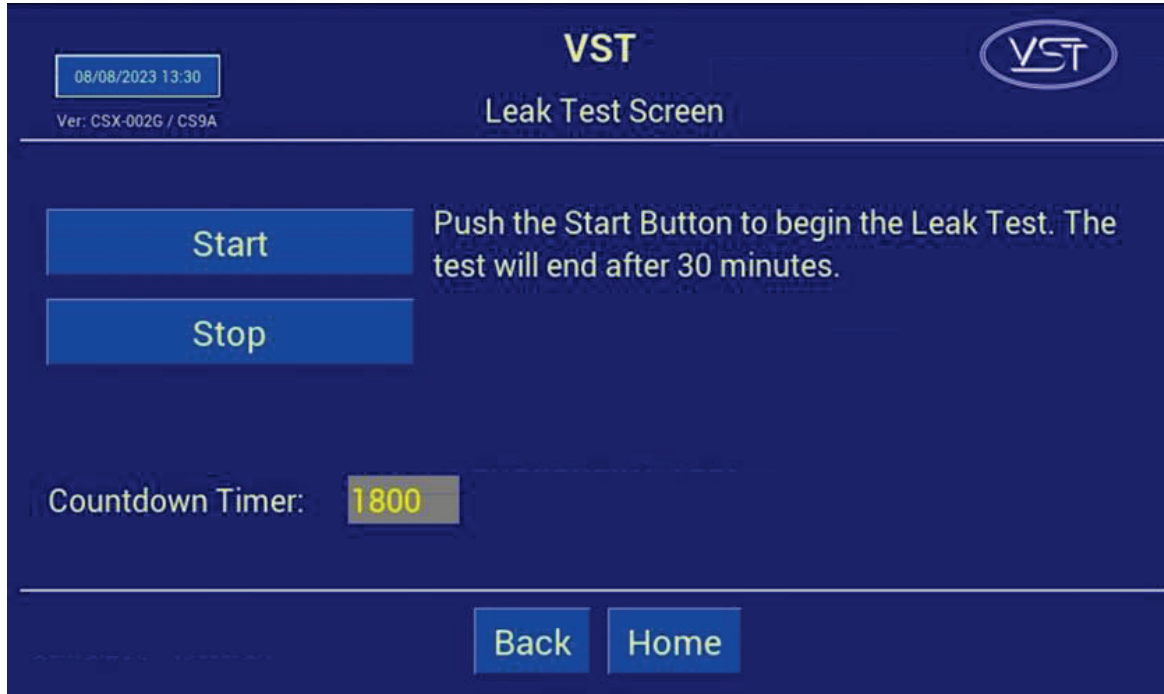 VST
VST
08/08/2023 13:30
Ver: CSX-002G / CS9A
Leak Test Screen
Start
Push the Start Button to begin the Leak Test. The
test will end after 30 minutes.
Stop
Countdown Timer: 1800
Back Home